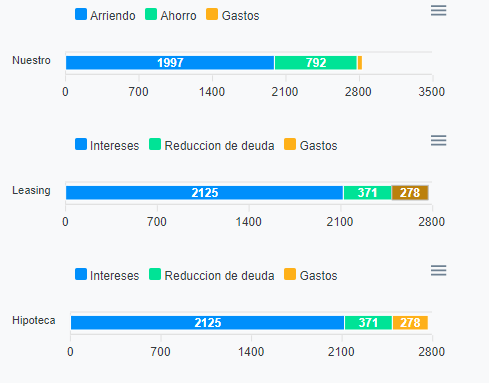 Arriendo Ahorro Gastos
Nuestro 1997 792
0 700 1400 2100 2800 3500
Intereses Reduccion de deuda Gastos
Leasing 2125 371 278
0 700 1400 2100 2800
Intereses Reduccion de deuda Gastos
Hipoteca 2125 371 278
0 700 1400 2100 2800